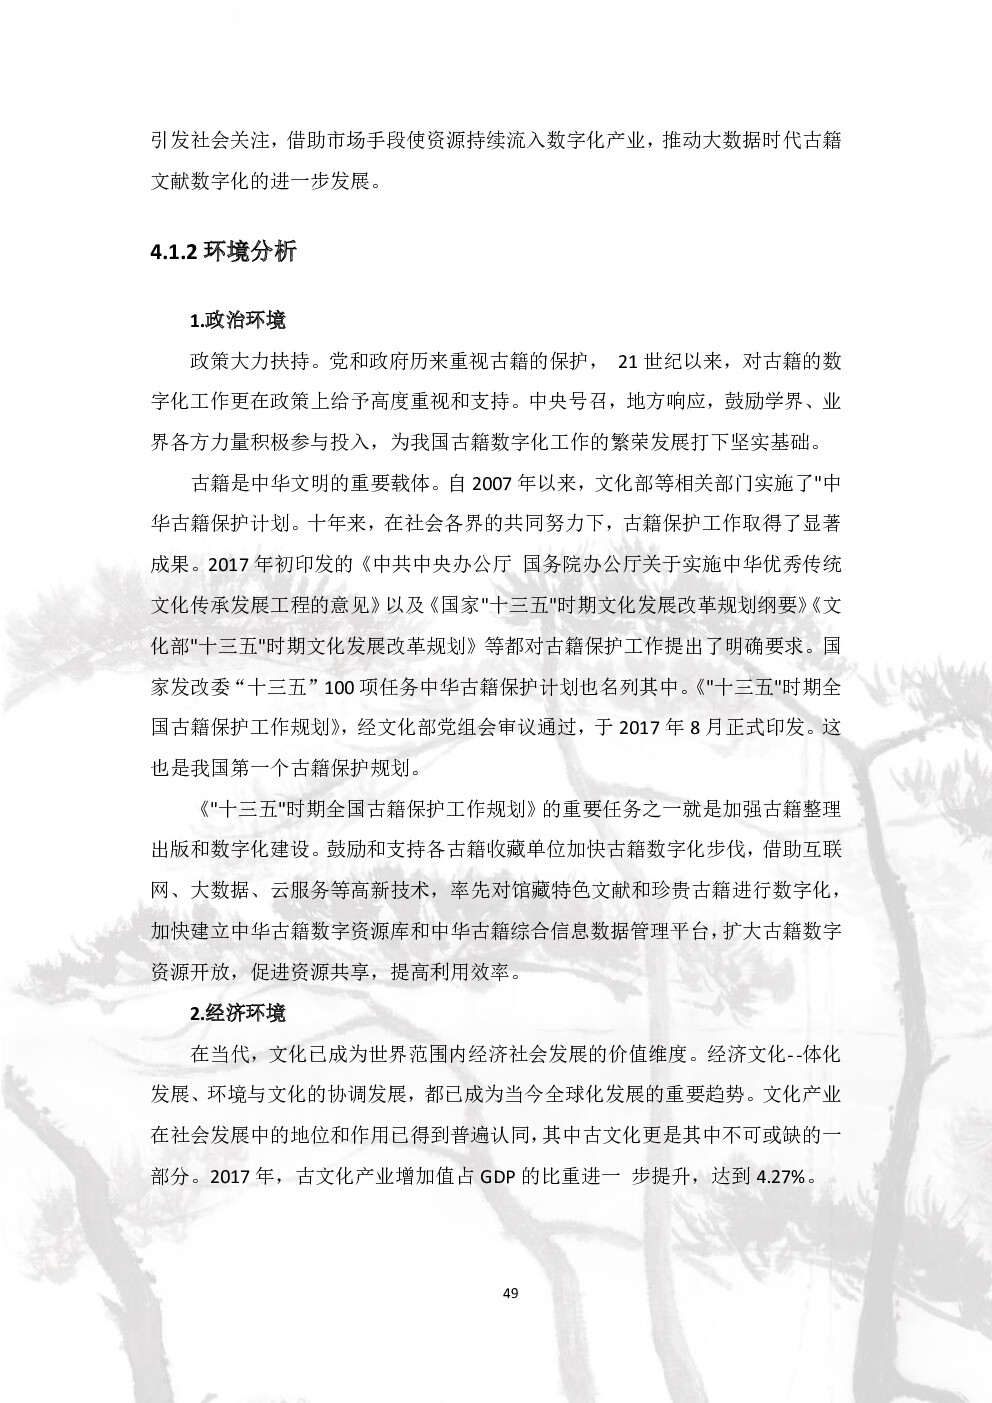 引发社会关注，借助市场手段使资源持续流入数字化产业，推动大数据时代古籍
文献数字化的进一步发展。
4.1.2 环境分析
1.政治环境
政策大力扶持。党和政府历来重视古籍的保护， 21 世纪以来，对古籍的数
字化工作更在政策上给予高度重视和支持。中央号召，地方响应，鼓励学界、业
界各方力量积极参与投入，为我国古籍数字化工作的繁荣发展打下坚实基础。
古籍是中华文明的重要载体。自 2007 年以来，文化部等相关部门实施了"中
华古籍保护计划。十年来，在社会各界的共同努力下，古籍保护工作取得了显著
成果。2017 年初印发的《中共中央办公厅 国务院办公厅关于实施中华优秀传统
文化传承发展工程的意见》以及《国家"十三五"时期文化发展改革规划纲要》《文
化部"十三五"时期文化发展改革规划》等都对古籍保护工作提出了明确要求。国
家发改委“十三五”100 项任务中华古籍保护计划也名列其中。《"十三五"时期全
国古籍保护工作规划》，经文化部党组会审议通过，于 2017 年 8 月正式印发。这
也是我国第一个古籍保护规划。
《"十三五"时期全国古籍保护工作规划》的重要任务之一就是加强古籍整理
出版和数字化建设。鼓励和支持各古籍收藏单位加快古籍数字化步伐，借助互联
网、大数据、云服务等高新技术，率先对馆藏特色文献和珍贵古籍进行数字化，
加快建立中华古籍数字资源库和中华古籍综合信息数据管理平台，扩大古籍数字
资源开放，促进资源共享，提高利用效率。
2.经济环境
在当代，文化已成为世界范围内经济社会发展的价值维度。经济文化--体化
发展、环境与文化的协调发展，都已成为当今全球化发展的重要趋势。文化产业
在社会发展中的地位和作用已得到普遍认同，其中古文化更是其中不可或缺的一
部分。2017 年，古文化产业增加值占 GDP 的比重进一 步提升，达到 4.27%。
49